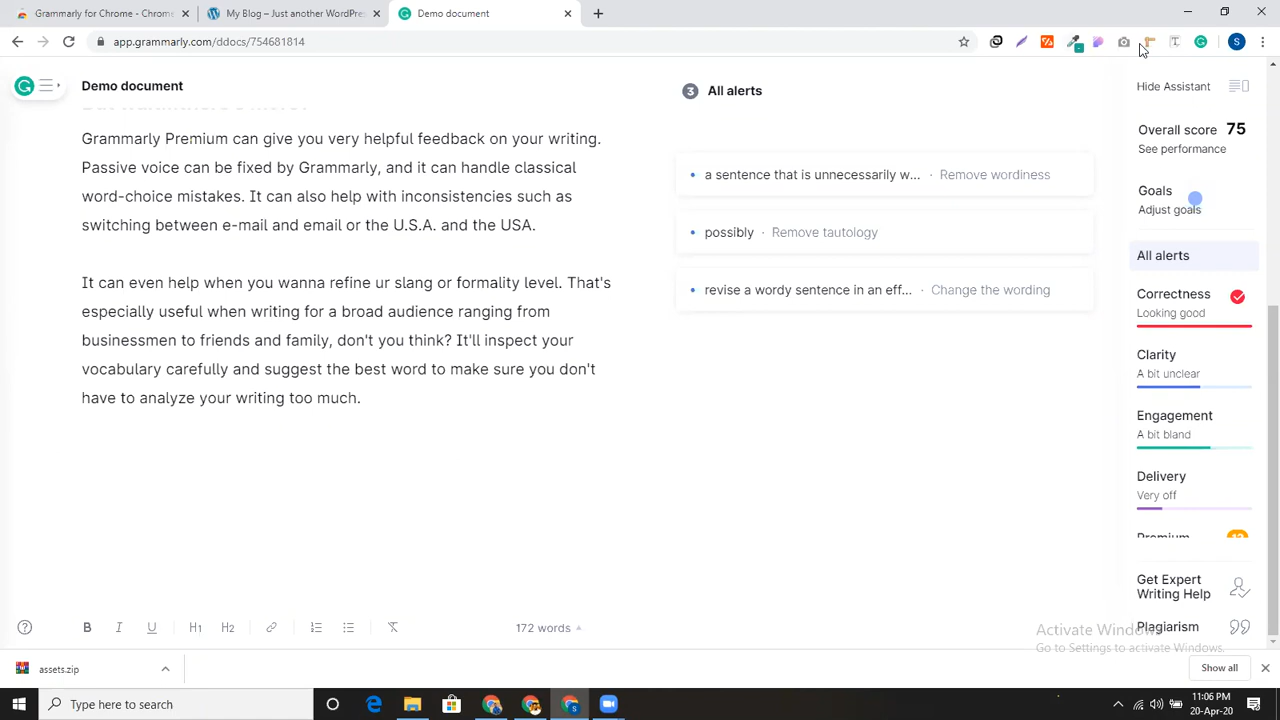 Grammarly for Chrome - Chrome
My Blog – Just another WordPre
Demo document
app.grammarly.com/ddocs/754681814
S
Demo document
3 All alerts
Hide Assistant
Grammarly Premium can give you very helpful feedback on your writing.
Passive voice can be fixed by Grammarly, and it can handle classical
word-choice mistakes. It can also help with inconsistencies such as
switching between e-mail and email or the U.S.A. and the USA.
It can even help when you wanna refine ur slang or formality level. That's
especially useful when writing for a broad audience ranging from
businessmen to friends and family, don't you think? It'll inspect your
vocabulary carefully and suggest the best word to make sure you don't
have to analyze your writing too much.
a sentence that is unnecessarily w... · Remove wordiness
possibly · Remove tautology
revise a wordy sentence in an eff... · Change the wording
Overall score 75
See performance
Goals
Adjust goals
All alerts
Correctness
Looking good
Clarity
A bit unclear
Engagement
A bit bland
Delivery
Very off
Premium
Get Expert
Writing Help
Plagiarism
B I U H1 H2
172 words
Activate Windows
Go to Settings to activate Windows.
assets.zip
Show all
Type here to search
11:06 PM
20-Apr-20